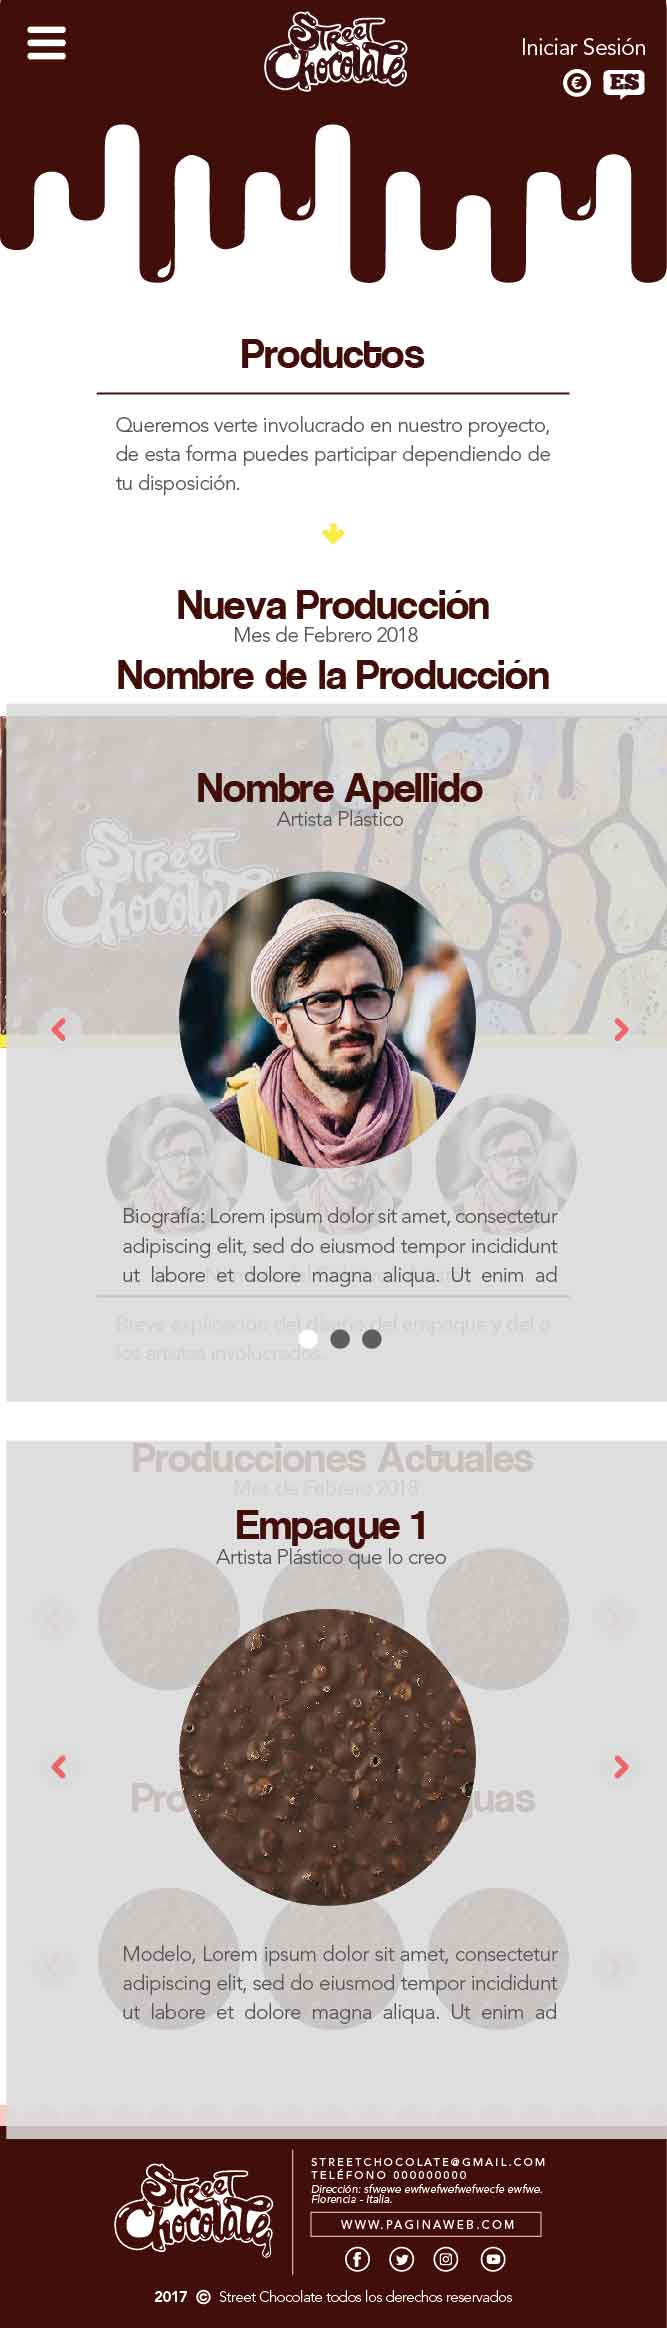 Street
Chocolate
Iniciar Sesión
€ ES
Productos
Queremos verte involucrado en nuestro proyecto,
de esta forma puedes participar dependiendo de
tu disposición.
Nueva Producción
Mes de Febrero 2018
Nombre de la Producción
Nombre Apellido
Artista Plástico
Street
Chocolat
Biografía: Lorem ipsum dolor sit amet, consectetur
adipiscing elit, sed do eiusmod tempor incididunt
ut labore et dolore magna aliqua. Ut enim ad
Breve explicación del diseño del empaque y del o
los artistas involucrados.
Producciones Actuales
Mes de Febrero 2018
Empaque 1
Artista Plástico que lo creo
Modelo, Lorem ipsum dolor sit amet, consectetur
adipiscing elit, sed do eiusmod tempor incididunt
ut labore et dolore magna aliqua. Ut enim ad
Street
Chocolate
STREETCHOCOLATE@GMAIL.COM
TELÉFONO 000000000
Dirección: sfwewe ewfwefwefwefwecfe ewfwe.
Florencia - Italia.
WWW.PAGINAWEB.COM
2017 © Street Chocolate todos los derechos reservados